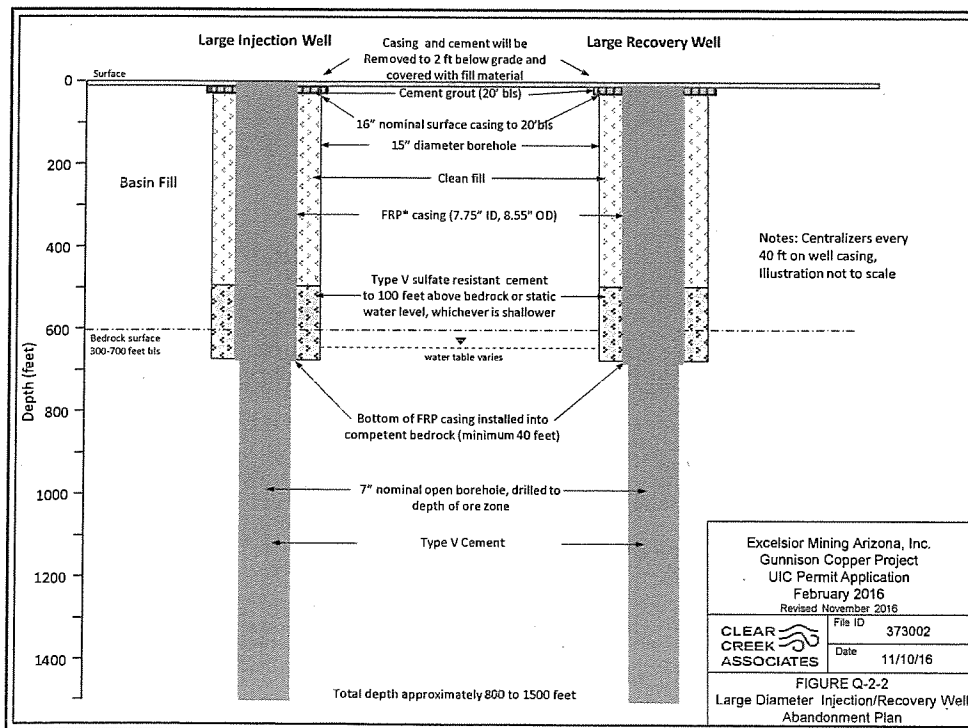 Large Injection Well
Casing and cement will be
Removed to 2 ft below grade and
covered with fill material
Large Recovery Well
Surface
Cement grout (20' bls)
16" nominal surface casing to 20'bls
15" diameter borehole
Basin Fill
Clean fill
FRP* casing (7.75" ID, 8.55" OD)
Notes: Centralizers every
40 ft on well casing,
Illustration not to scale
Type V sulfate resistant cement
to 100 feet above bedrock or static
water level, whichever is shallower
Bedrock surface
300-700 feet bls
water table varies
Bottom of FRP casing installed into
competent bedrock (minimum 40 feet)
7" nominal open borehole, drilled to
depth of ore zone
Type V Cement
Total depth approximately 800 to 1500 feet
Depth (feet)
0
200
400
600
800
1000
1200
1400
Excelsior Mining Arizona, Inc.
Gunnison Copper Project
UIC Permit Application
February 2016
Revised November 2016
CLEAR
CREEK
ASSOCIATES
File ID
373002
Date
11/10/16
FIGURE Q-2-2
Large Diameter Injection/Recovery Well
Abandonment Plan